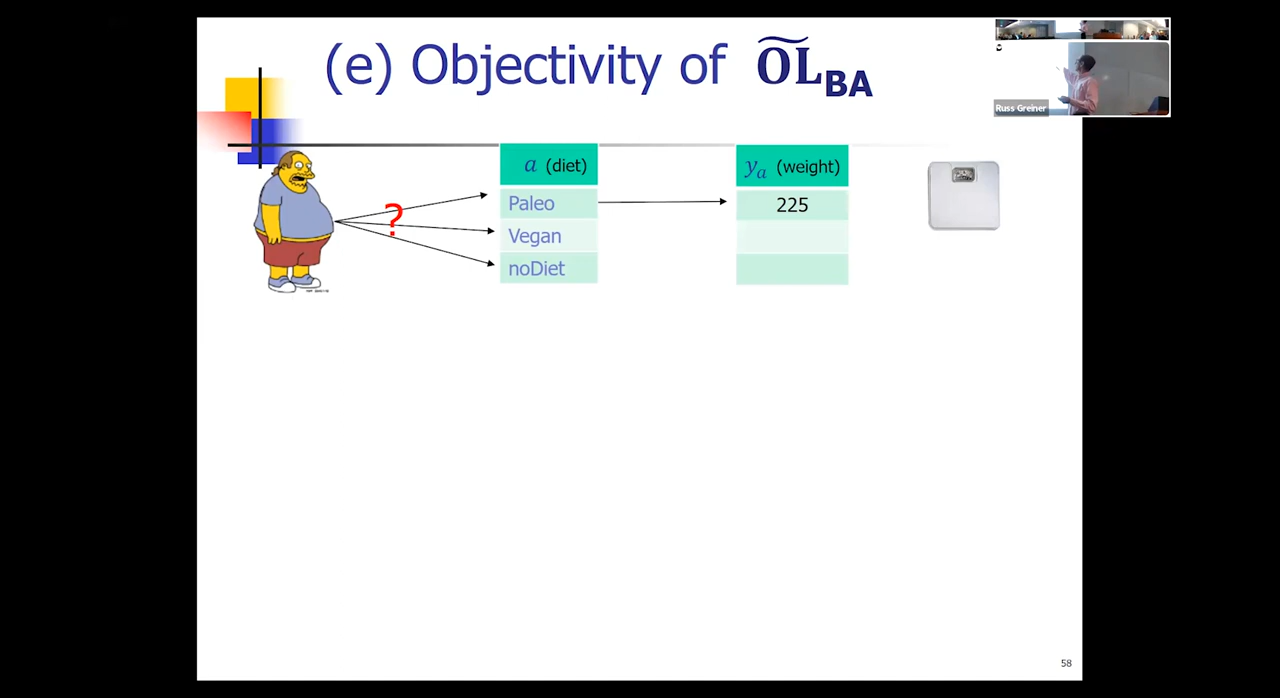 (e) Objectivity of OL̃BA
Russ Greiner
a (diet)
yₐ (weight)
?
Paleo
225
Vegan
noDiet
58